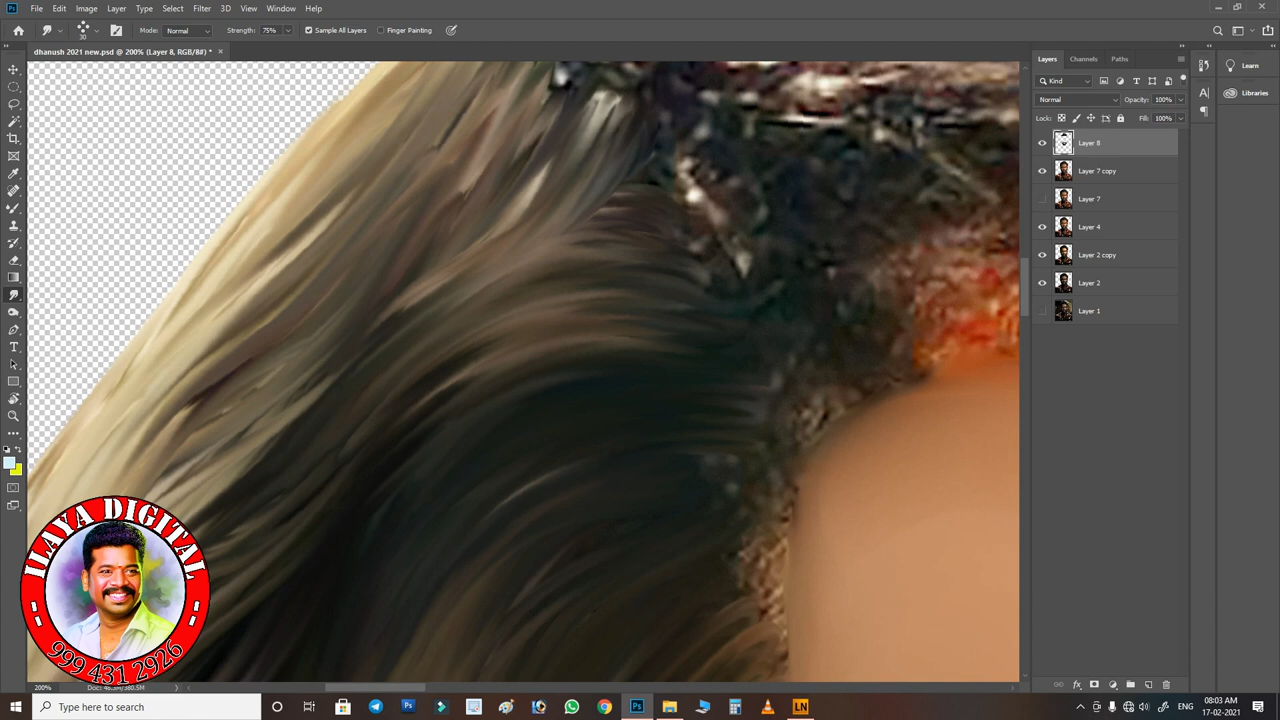 File Edit Image Layer Type Select Filter 3D View Window Help
30 Mode: Normal Strength: 75% Sample All Layers Finger Painting
dhanush 2021 new.psd @ 200% (Layer 8, RGB/8#) * ×
Layers Channels Paths
Learn
Kind
Libraries
Normal Opacity: 100%
Lock: Fill: 100%
Layer 8
Layer 7 copy
Layer 7
Layer 4
Layer 2 copy
Layer 2
Layer 1
ILAYA DIGITAL
999 431 2926
200%
Type here to search
ENG
08:03 AM
17-02-2021